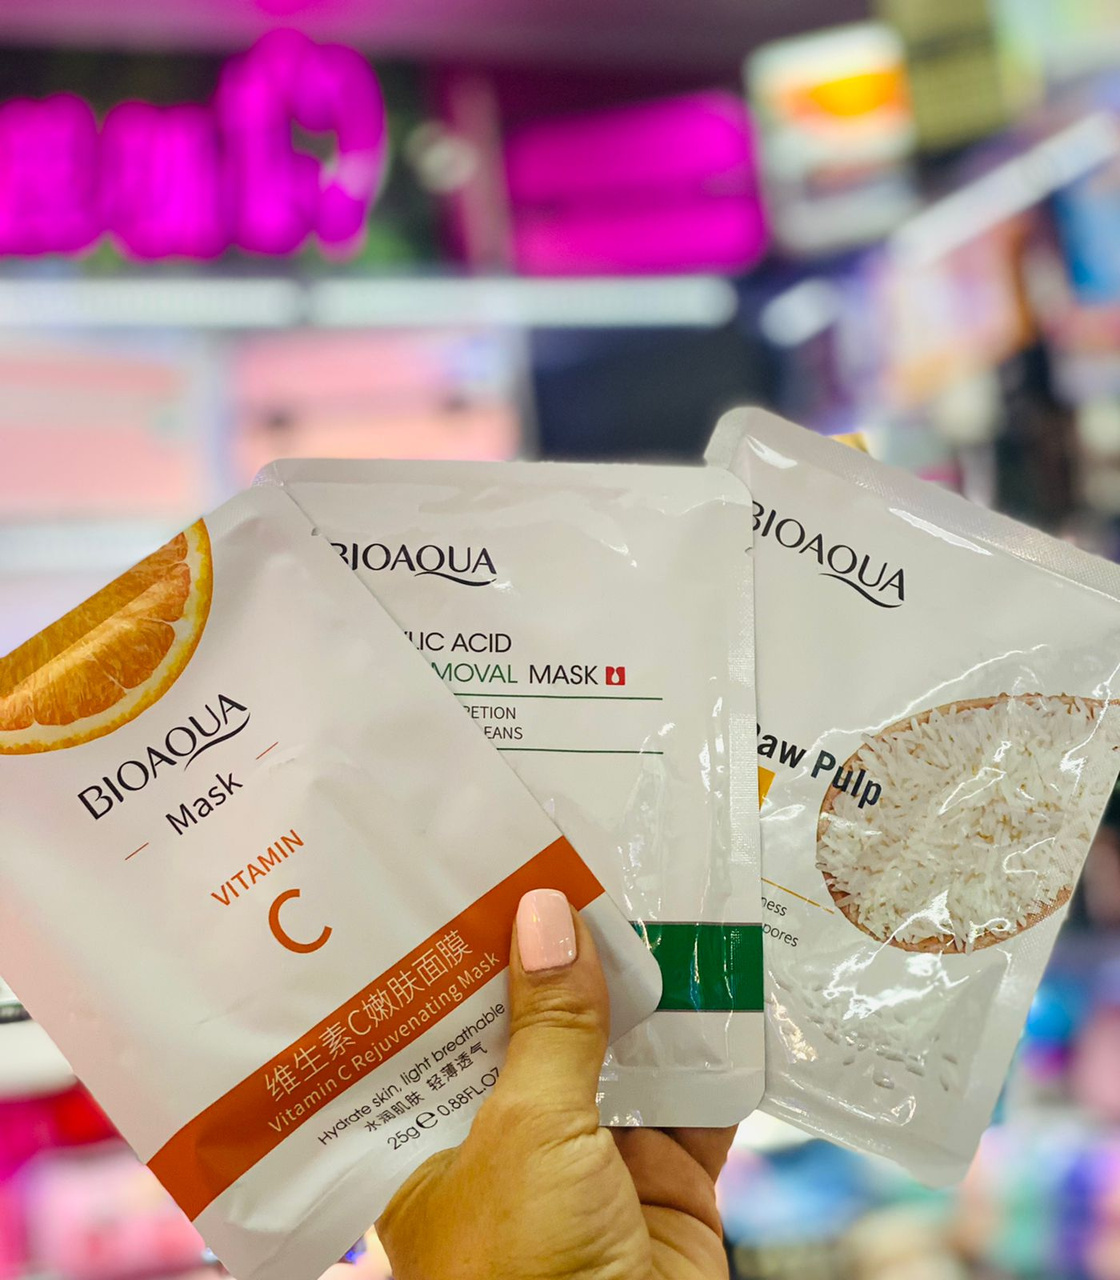 BIOAQUA
Mask
VITAMIN
C
维生素C嫩肤面膜
Vitamin C Rejuvenating Mask
Hydrate skin, light breathable
水润肌肤 轻薄透气
25g ℮ 0.88FL.OZ
BIOAQUA
LIC ACID
MOVAL MASK
RETION
EANS
BIOAQUA
Raw Pulp
ness
pores